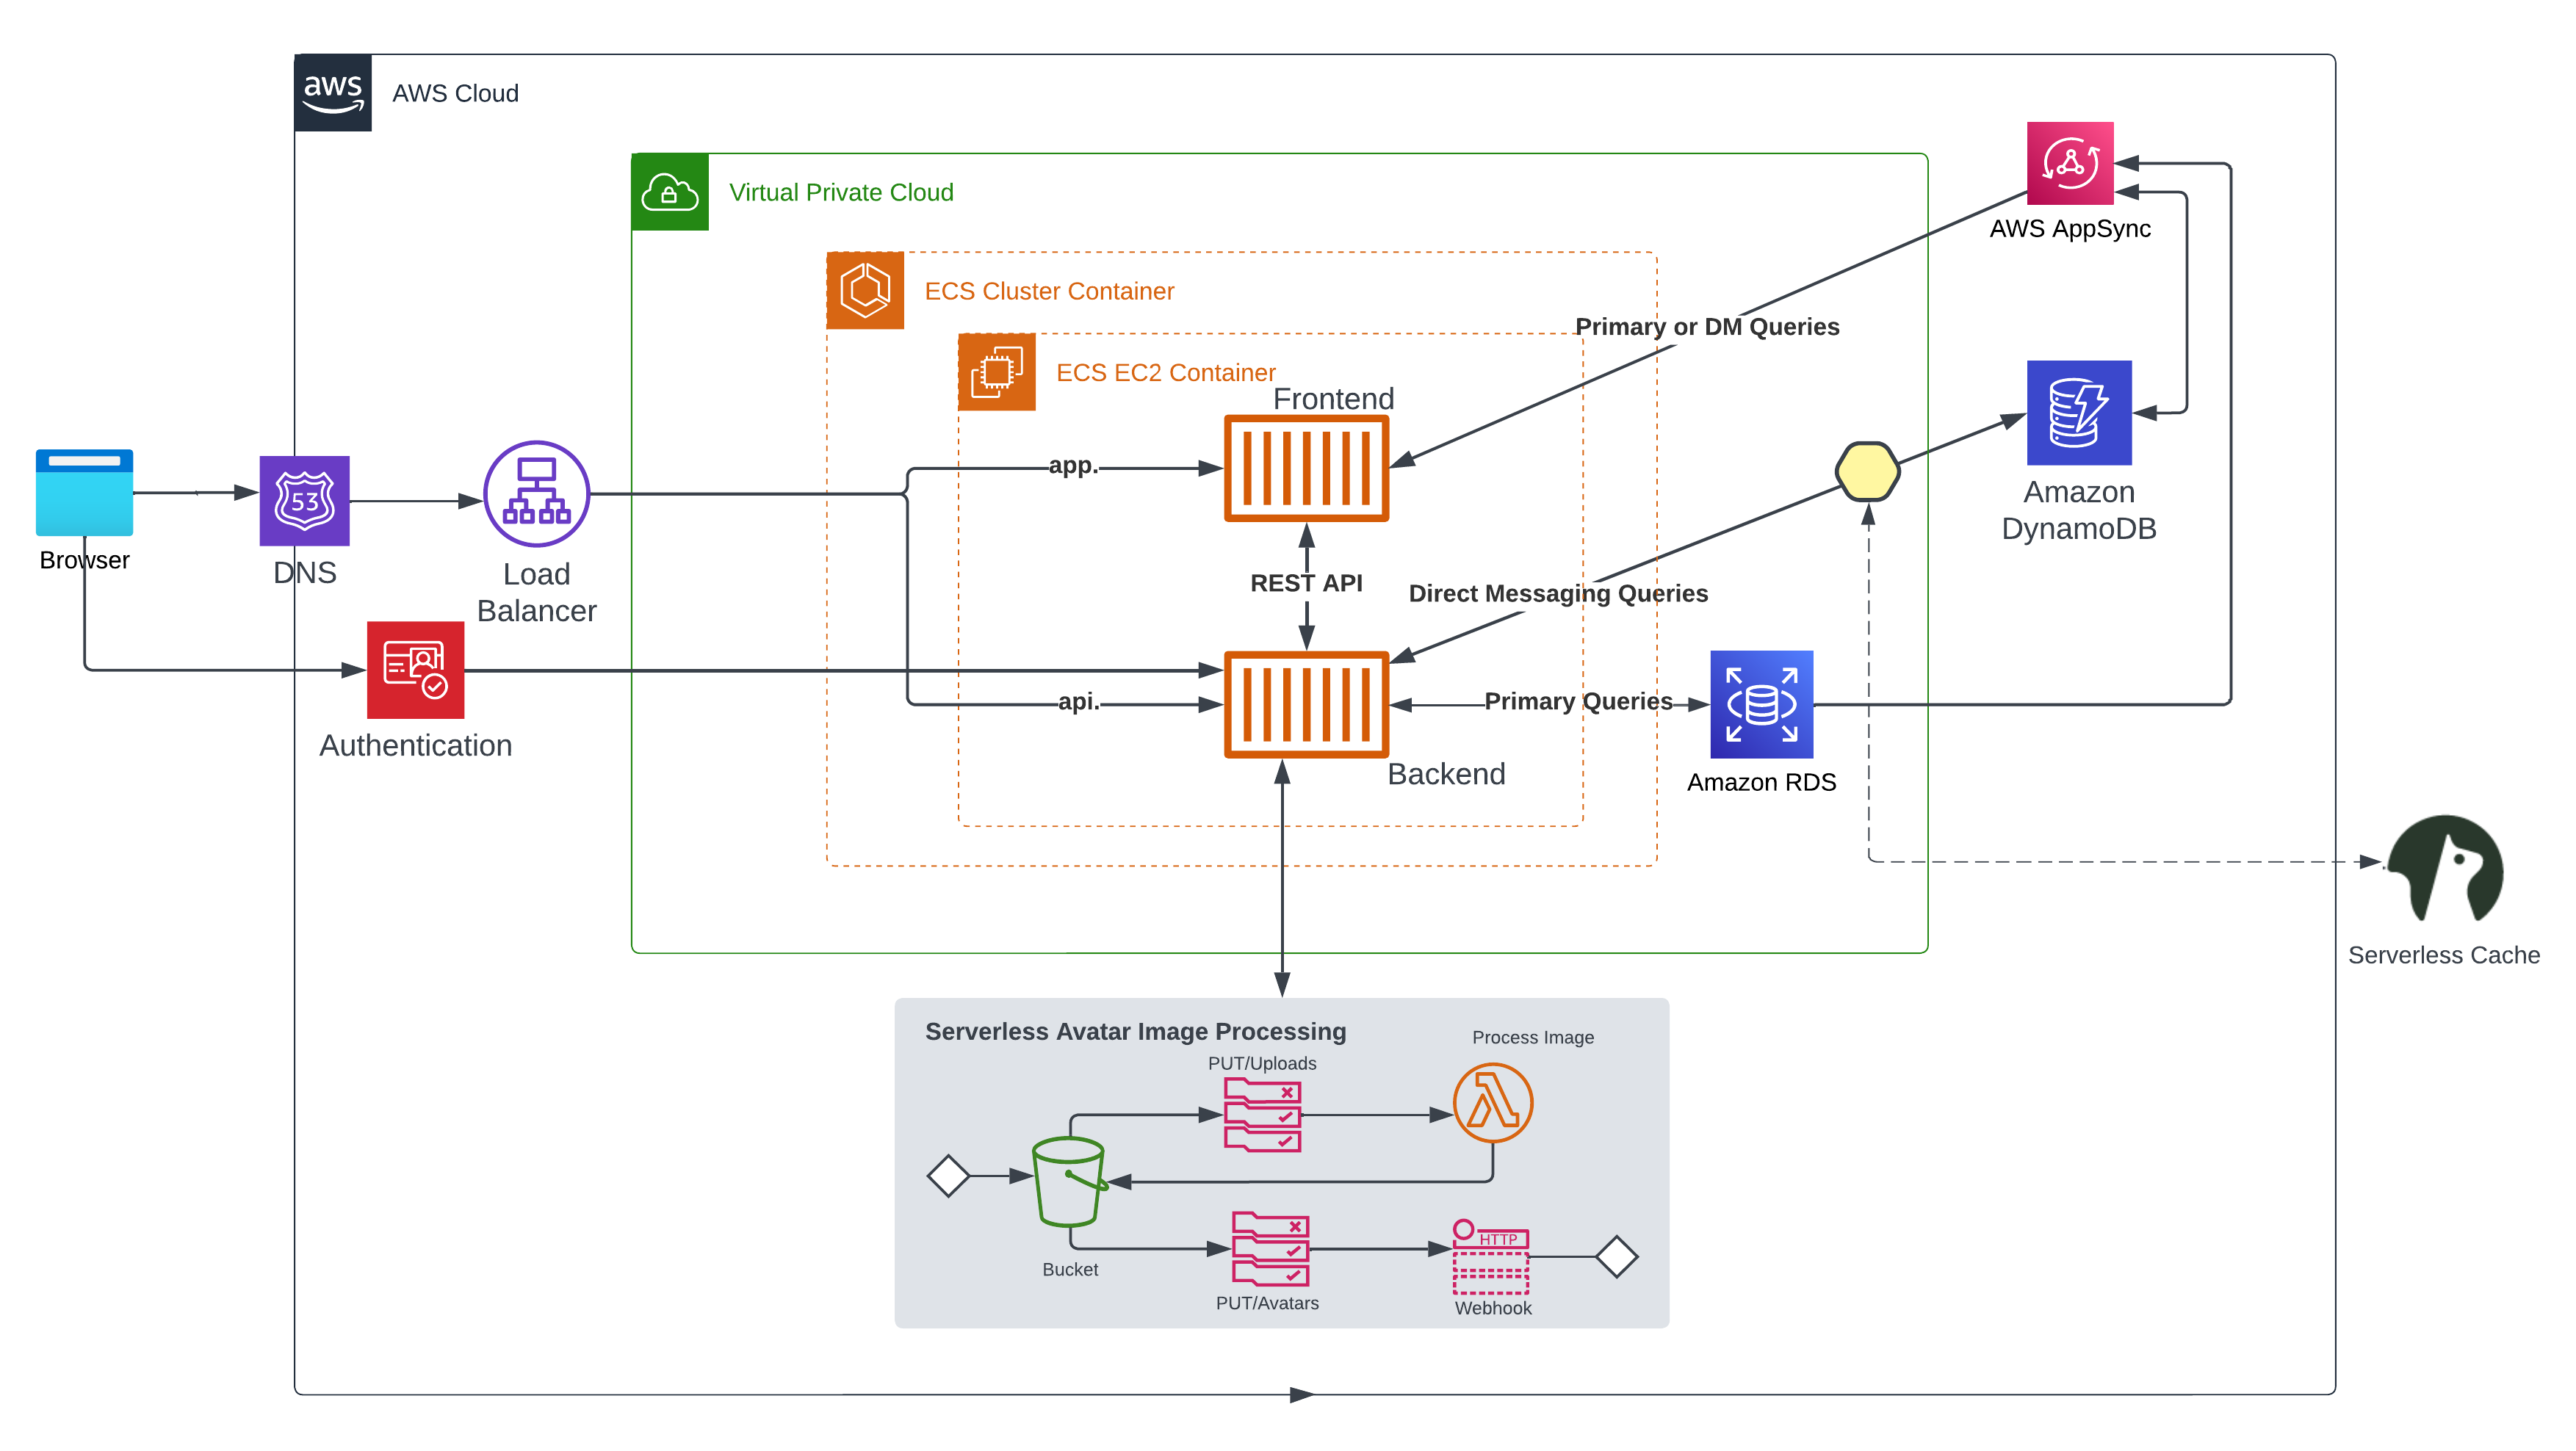 aws
AWS Cloud
Virtual Private Cloud
AWS AppSync
ECS Cluster Container
Primary or DM Queries
ECS EC2 Container
Frontend
app.
53
Browser
DNS
Load
Balancer
Amazon
DynamoDB
REST API
Direct Messaging Queries
api.
Primary Queries
Authentication
Backend
Amazon RDS
Serverless Cache
Serverless Avatar Image Processing
Process Image
PUT/Uploads
HTTP
Bucket
PUT/Avatars
Webhook